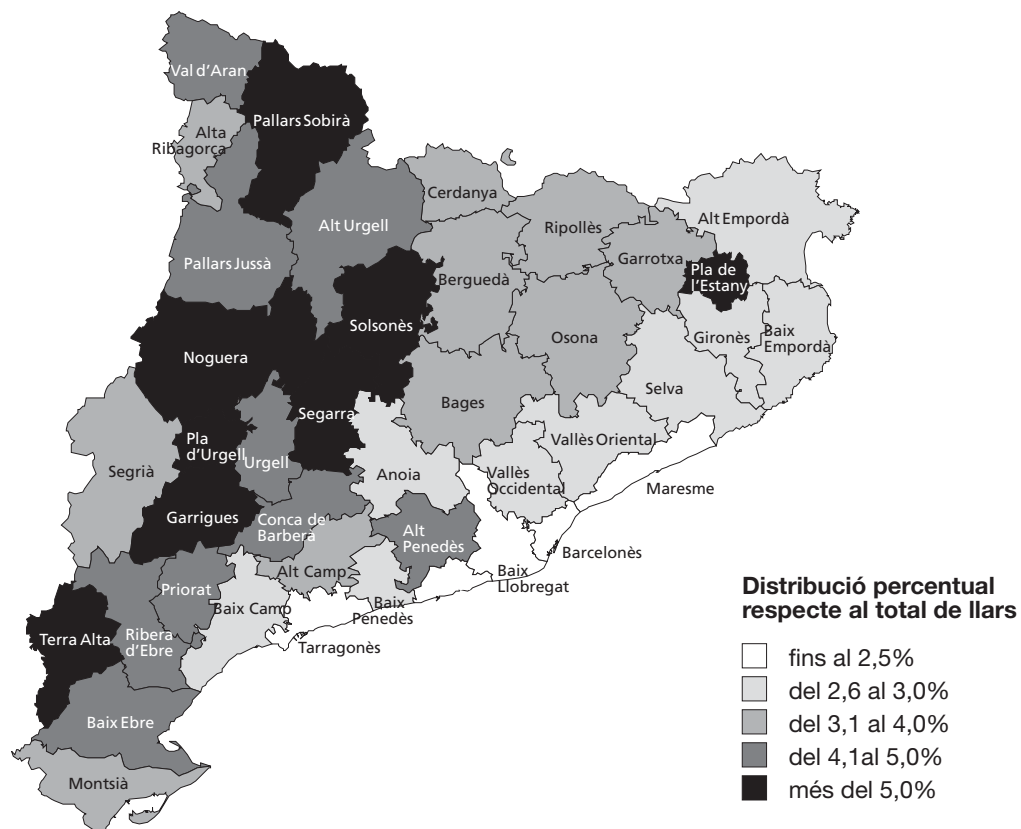 Val d'Aran
Pallars Sobirà
Alta
Ribagorça
Cerdanya
Alt Urgell
Ripollès
Alt Empordà
Pallars Jussà
Garrotxa
Pla de
l'Estany
Berguedà
Solsonès
Osona
Gironès
Baix
Empordà
Noguera
Selva
Bages
Segarra
Vallès Oriental
Pla
d'Urgell
Urgell
Segrià
Anoia
Vallès
Occidental
Maresme
Garrigues
Conca de
Barberà
Alt
Penedès
Barcelonès
Alt Camp
Baix
Llobregat
Priorat
Baix Camp
Baix
Penedès
Terra Alta
Ribera
d'Ebre
Tarragonès
Baix Ebre
Montsià
Distribució percentual
respecte al total de llars
fins al 2,5%
del 2,6 al 3,0%
del 3,1 al 4,0%
del 4,1al 5,0%
més del 5,0%